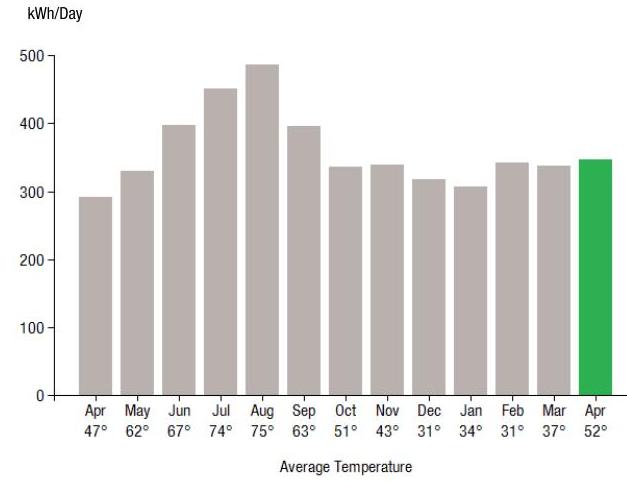 kWh/Day
500
400
300
200
100
0
Apr May Jun Jul Aug Sep Oct Nov Dec Jan Feb Mar Apr
47° 62° 67° 74° 75° 63° 51° 43° 31° 34° 31° 37° 52°
Average Temperature